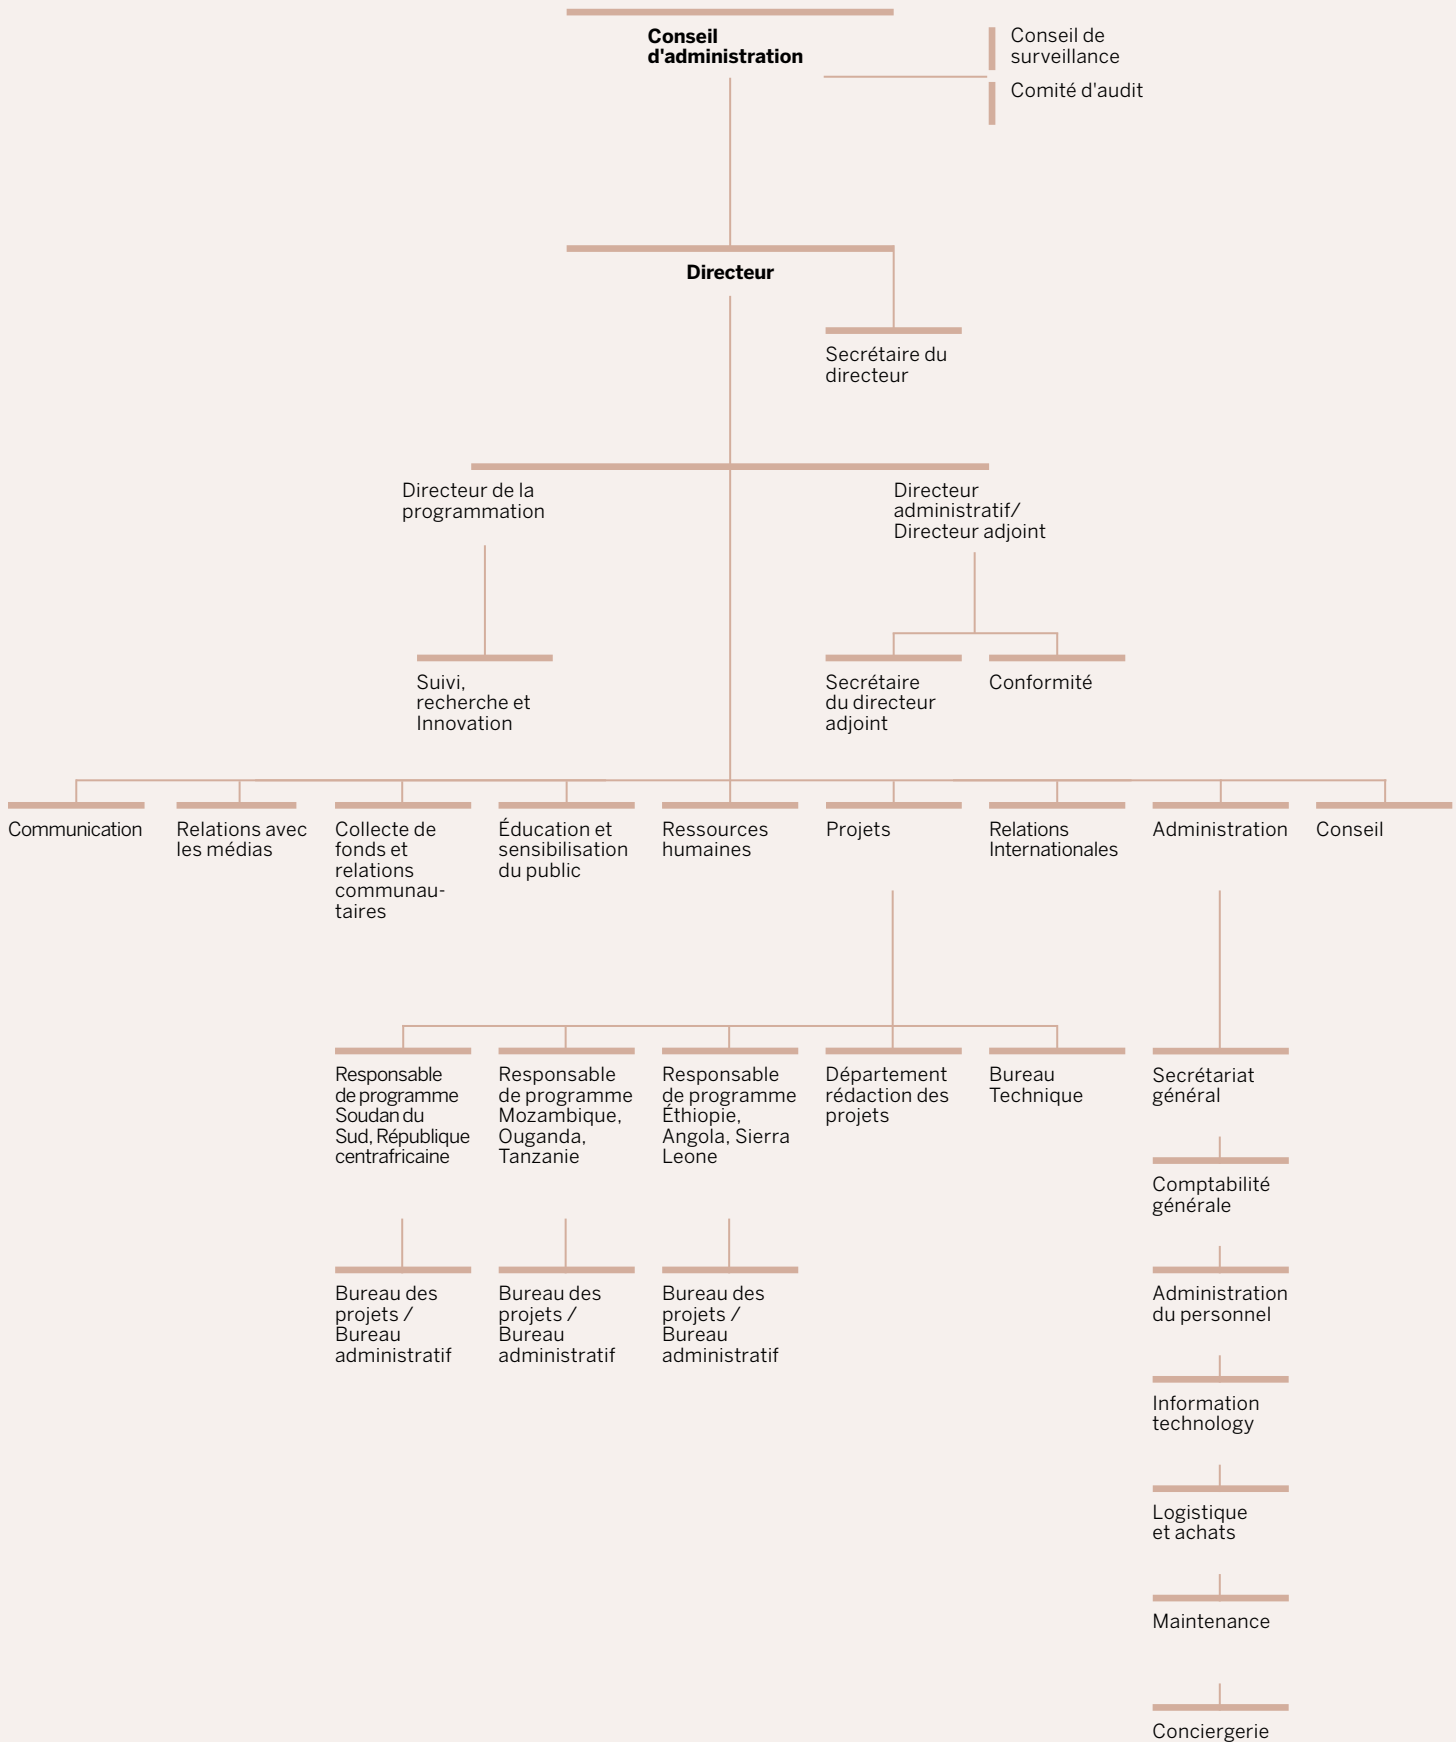 Conseil
d'administration
Conseil de
surveillance
Comité d'audit
Directeur
Secrétaire du
directeur
Directeur de la
programmation
Directeur
administratif/
Directeur adjoint
Suivi,
recherche et
Innovation
Secrétaire
du directeur
adjoint
Conformité
Communication
Relations avec
les médias
Collecte de
fonds et
relations
communau-
taires
Éducation et
sensibilisation
du public
Ressources
humaines
Projets
Relations
Internationales
Administration
Conseil
Responsable
de programme
Soudan du
Sud, République
centrafricaine
Responsable
de programme
Mozambique,
Ouganda,
Tanzanie
Responsable
de programme
Éthiopie,
Angola, Sierra
Leone
Département
rédaction des
projets
Bureau
Technique
Secrétariat
général
Comptabilité
générale
Bureau des
projets /
Bureau
administratif
Bureau des
projets /
Bureau
administratif
Bureau des
projets /
Bureau
administratif
Administration
du personnel
Information
technology
Logistique
et achats
Maintenance
Conciergerie